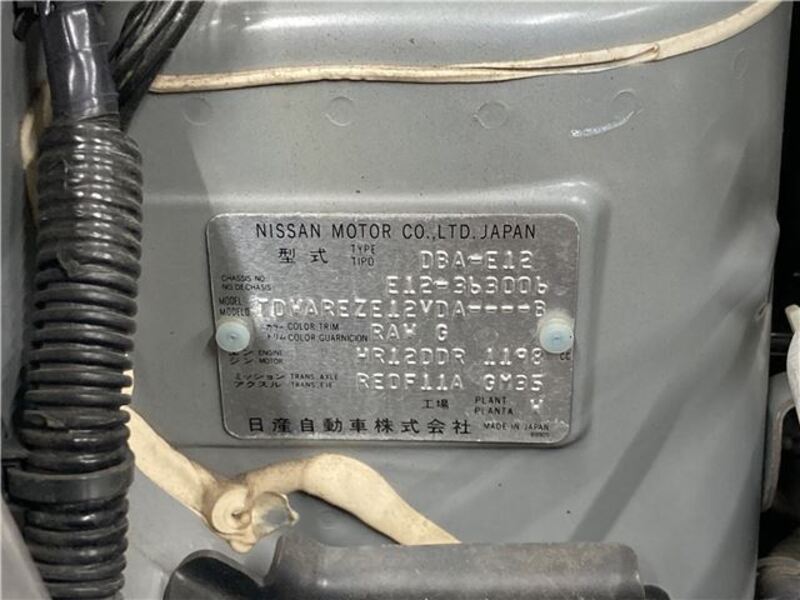 NISSAN MOTOR CO., LTD. JAPAN
型式 TYPE TIPO DBA-E12
CHASSIS NO. NO. DE CHASIS E12-363006
MODEL MODELO TDWAREZE12VDA----B
カラー トリム COLOR TRIM COLOR GUARNICION RAW G
エンジン ENGINE MOTOR HR12DDR 1198 CC
ミッション アクスル TRANS. AXLE TRANS. EJE RE0F11A GM35
工場 PLANT PLANTA W
日産自動車株式会社 MADE IN JAPAN